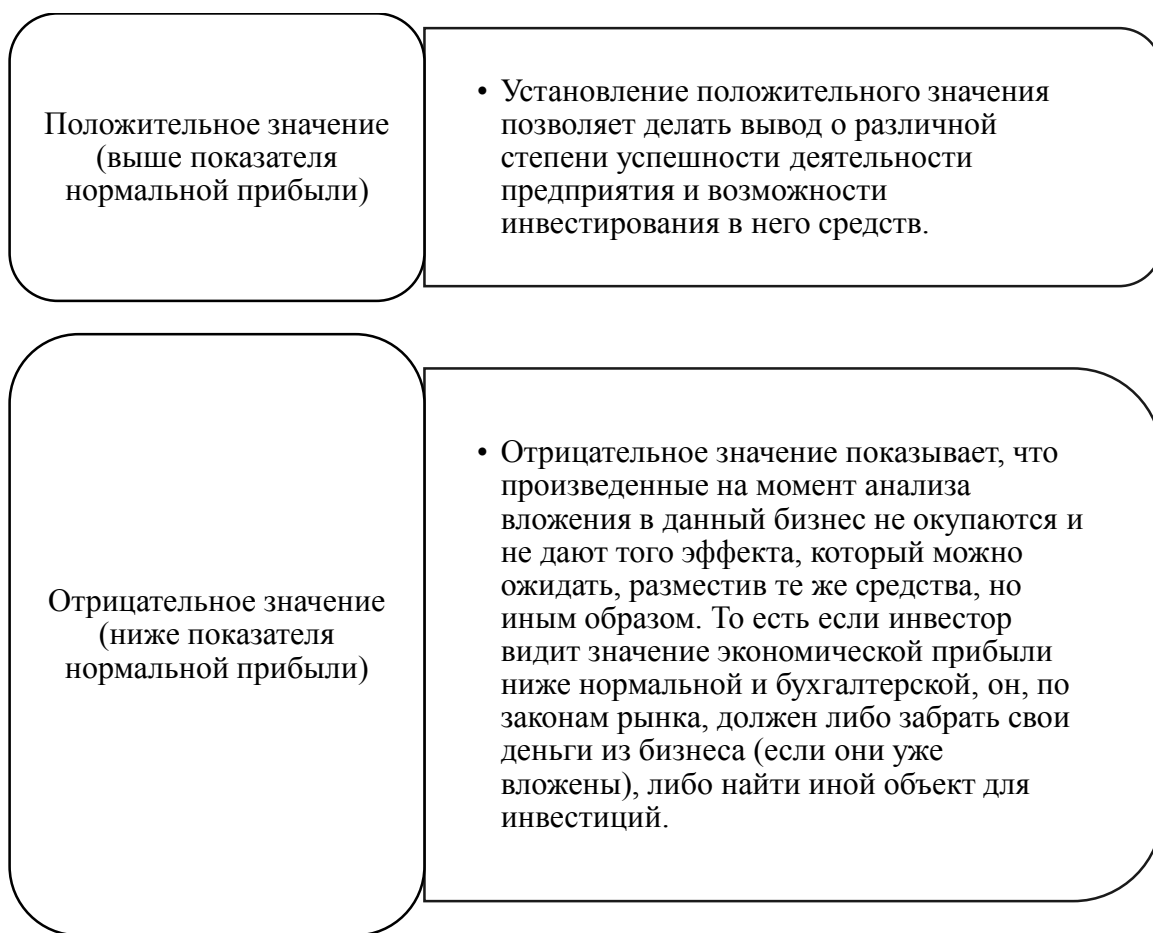 Положительное значение
(выше показателя
нормальной прибыли)
• Установление положительного значения
позволяет делать вывод о различной
степени успешности деятельности
предприятия и возможности
инвестирования в него средств.
Отрицательное значение
(ниже показателя
нормальной прибыли)
• Отрицательное значение показывает, что
произведенные на момент анализа
вложения в данный бизнес не окупаются и
не дают того эффекта, который можно
ожидать, разместив те же средства, но
иным образом. То есть если инвестор
видит значение экономической прибыли
ниже нормальной и бухгалтерской, он, по
законам рынка, должен либо забрать свои
деньги из бизнеса (если они уже
вложены), либо найти иной объект для
инвестиций.